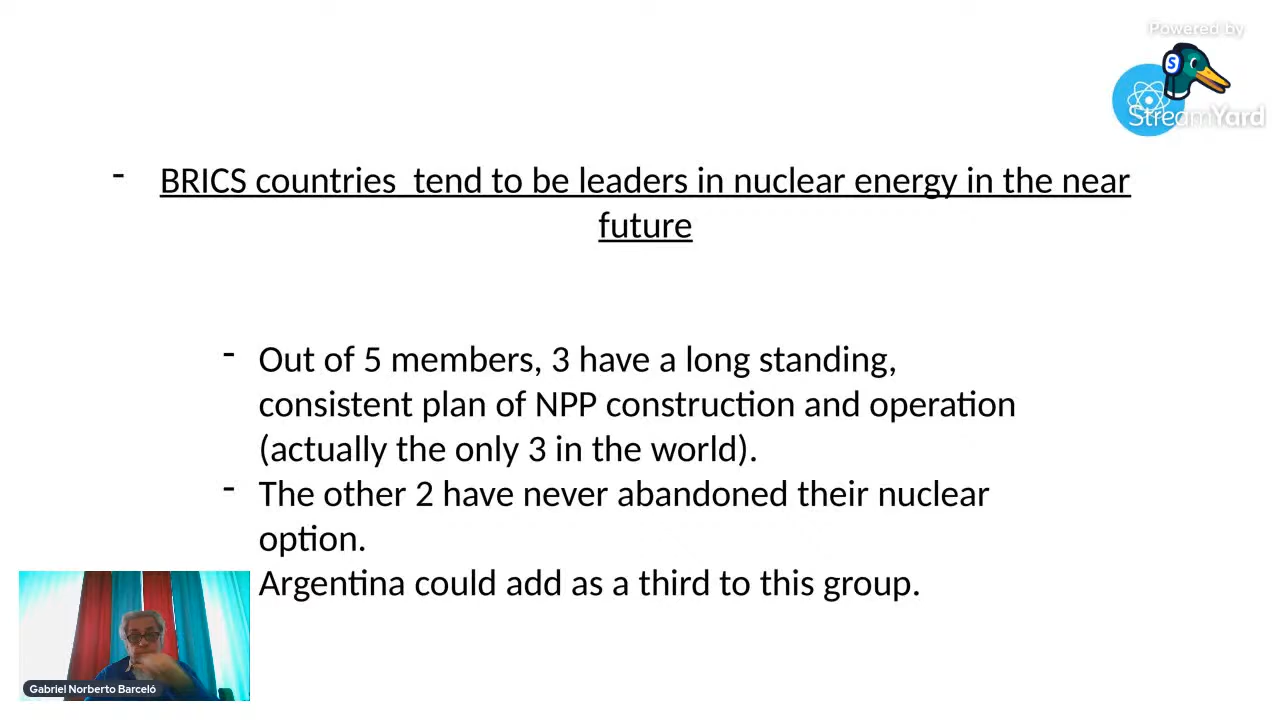 Powered by
S
StreamYard
- BRICS countries tend to be leaders in nuclear energy in the near
future
- Out of 5 members, 3 have a long standing,
consistent plan of NPP construction and operation
(actually the only 3 in the world).
- The other 2 have never abandoned their nuclear
option.
Argentina could add as a third to this group.
Gabriel Norberto Barceló